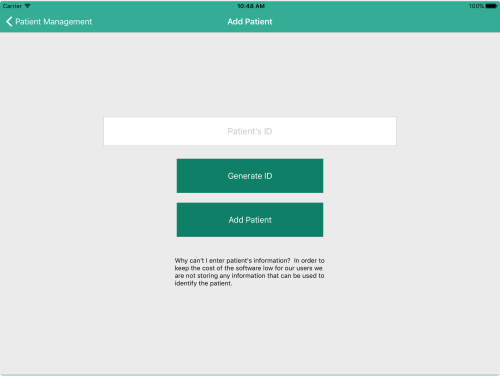 Carrier 10:48 AM 100%
Patient Management Add Patient
Patient's ID
Generate ID
Add Patient
Why can't I enter patient's information?  In order to
keep the cost of the software low for our users we
are not storing any information that can be used to
identify the patient.